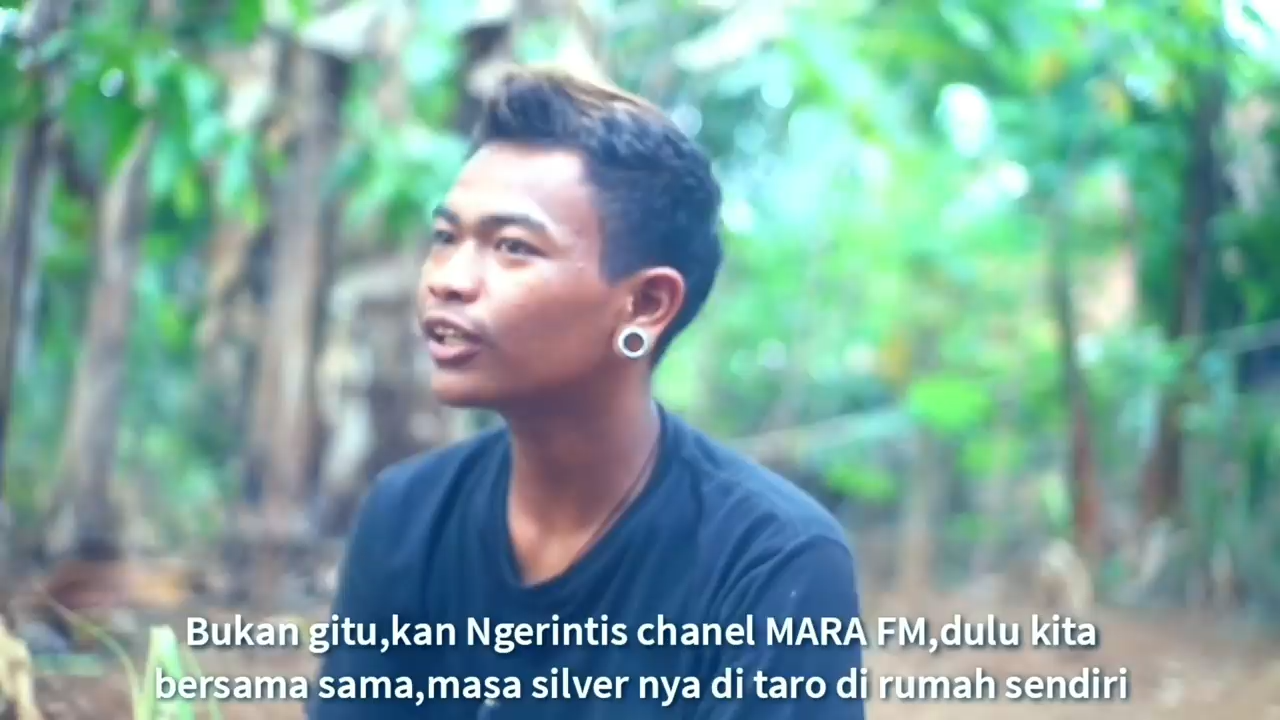 Bukan gitu,kan Ngerintis chanel MARA FM,dulu kita
bersama sama,masa silver nya di taro di rumah sendiri